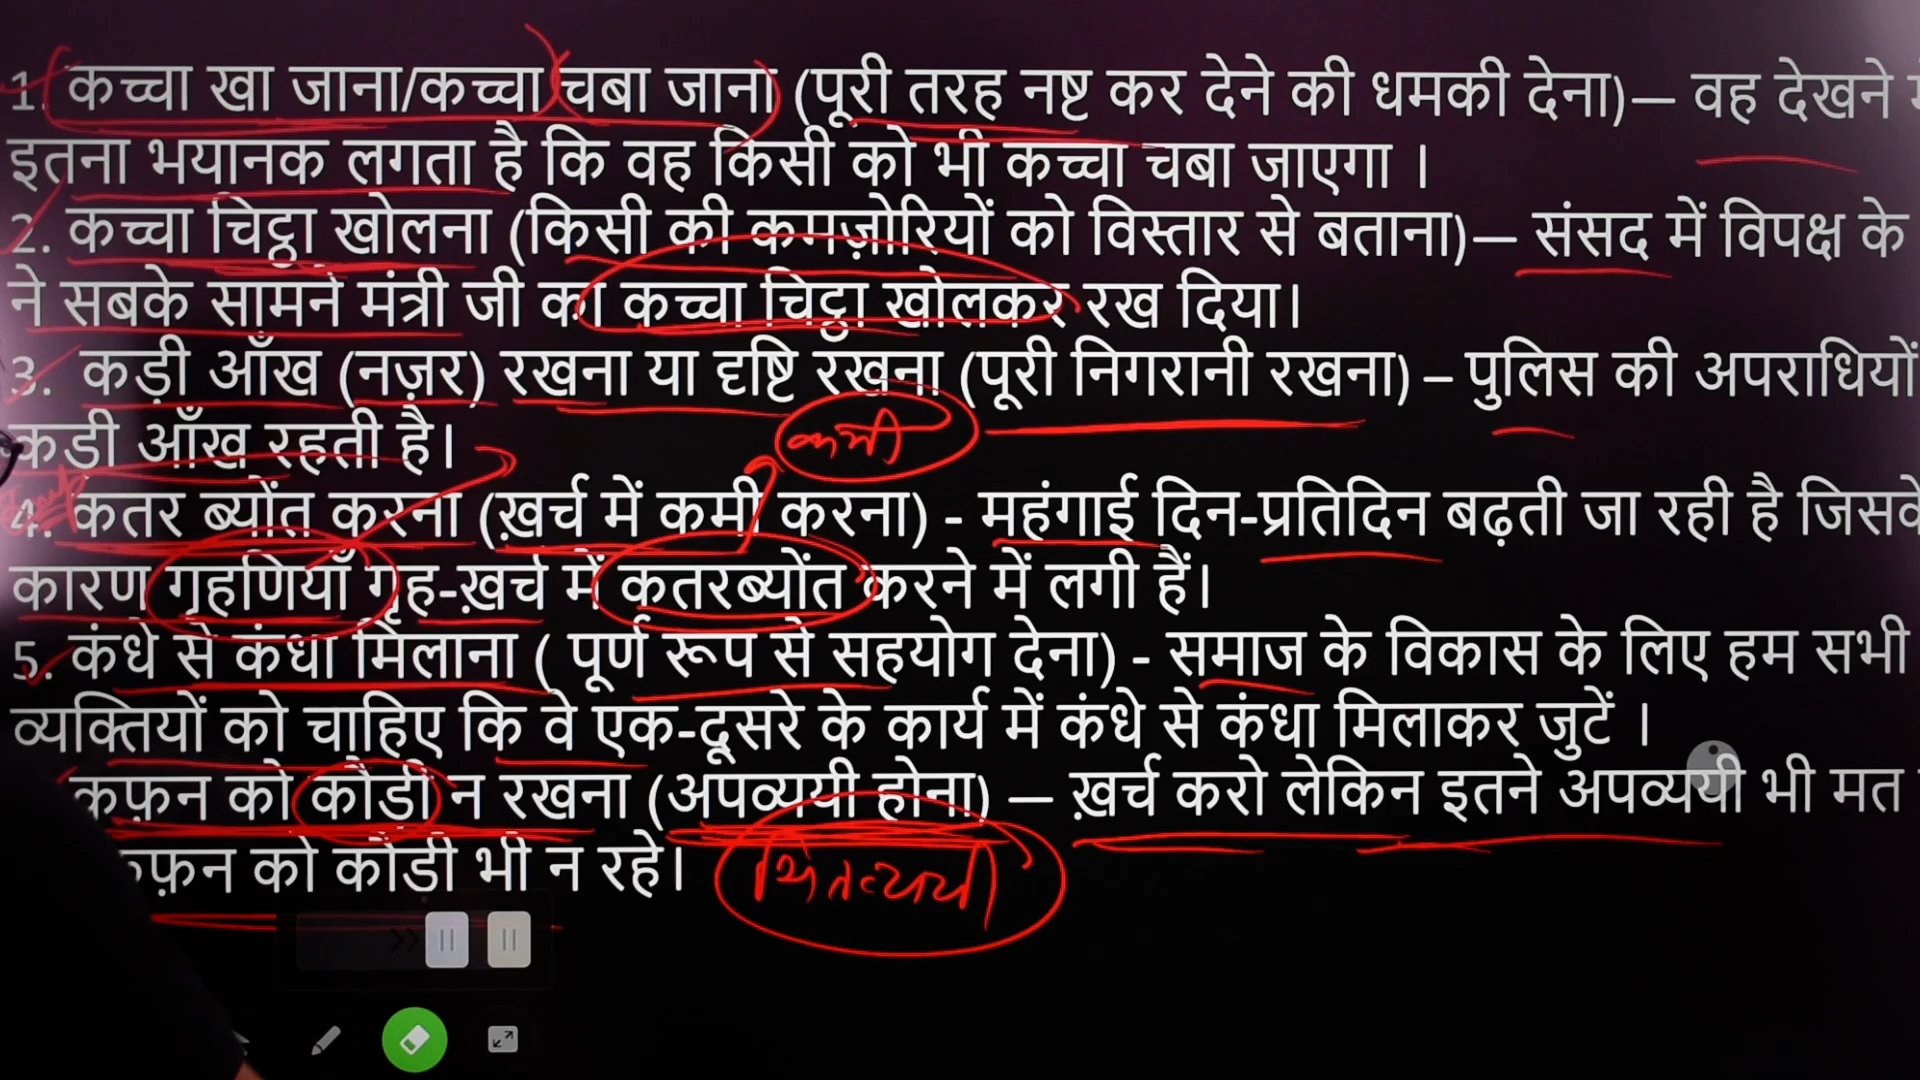 1. कच्चा खा जाना/कच्चा चबा जाना (पूरी तरह नष्ट कर देने की धमकी देना)— वह देखने
इतना भयानक लगता है कि वह किसी को भी कच्चा चबा जाएगा ।
2. कच्चा चिट्ठा खोलना (किसी की कमज़ोरियों को विस्तार से बताना)— संसद में विपक्ष के
ने सबके सामने मंत्री जी का कच्चा चिट्ठा खोलकर रख दिया।
3. कड़ी आँख (नज़र) रखना या दृष्टि रखना (पूरी निगरानी रखना) – पुलिस की अपराधियों
कड़ी आँख रहती है।
कमी
4. कतर ब्योंत करना (ख़र्च में कमी करना) - महंगाई दिन-प्रतिदिन बढ़ती जा रही है जिसके
कारण गृहणियाँ गृह-ख़र्च में कतरब्योंत करने में लगी हैं।
5. कंधे से कंधा मिलाना ( पूर्ण रूप से सहयोग देना) - समाज के विकास के लिए हम सभी
व्यक्तियों को चाहिए कि वे एक-दूसरे के कार्य में कंधे से कंधा मिलाकर जुटें ।
कफ़न को कौड़ी न रखना (अपव्ययी होना) — ख़र्च करो लेकिन इतने अपव्ययी भी मत
को कौड़ी भी न रहे।
मितव्ययी